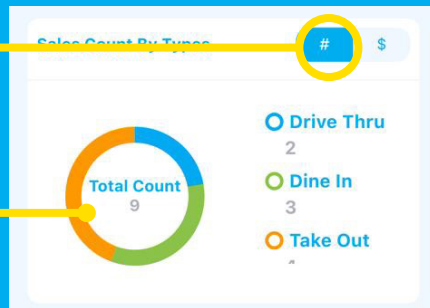 Sales Count By Types
# $
Drive Thru
2
Total Count
9
Dine In
3
Take Out